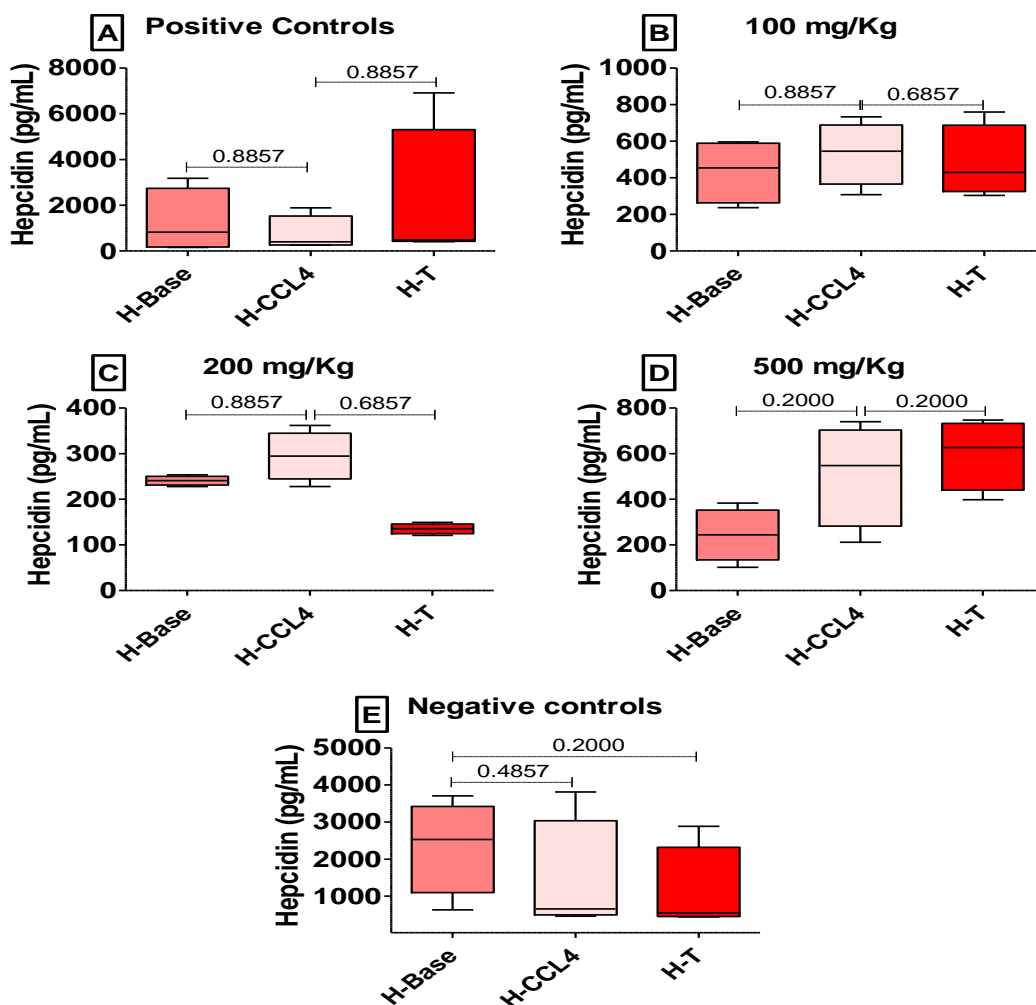 A Positive Controls
Hepcidin (pg/mL)
8000
6000
4000
2000
0
0.8857
0.8857
H-Base
H-CCL4
H-T
B 100 mg/Kg
Hepcidin (pg/mL)
1000
800
600
400
200
0
0.8857
0.6857
H-Base
H-CCL4
H-T
C 200 mg/Kg
Hepcidin (pg/mL)
400
300
200
100
0
0.8857
0.6857
H-Base
H-CCL4
H-T
D 500 mg/Kg
Hepcidin (pg/mL)
800
600
400
200
0
0.2000
0.2000
H-Base
H-CCL4
H-T
E Negative controls
Hepcidin (pg/mL)
5000
4000
3000
2000
1000
0.2000
0.4857
H-Base
H-CCL4
H-T